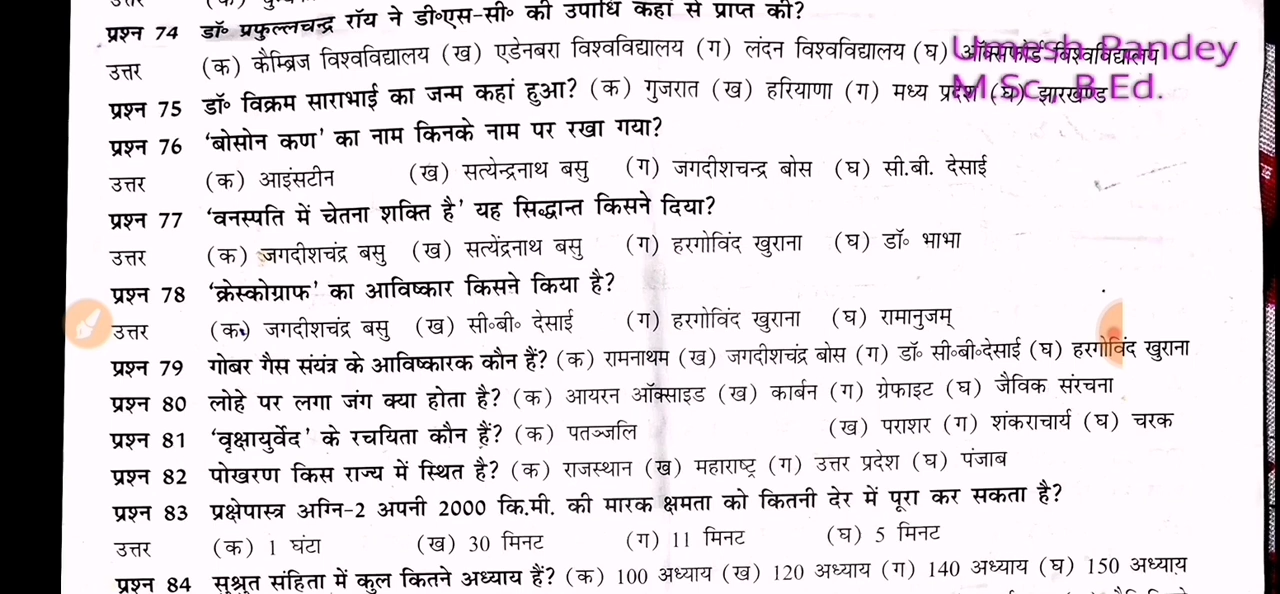 प्रश्न 74 डॉ॰ प्रफुल्लचन्द्र रॉय ने डी॰एस-सी॰ की उपाधि कहां से प्राप्त की?
उत्तर (क) कैम्ब्रिज विश्वविद्यालय (ख) एडेनबरा विश्वविद्यालय (ग) लंदन विश्वविद्यालय (घ) ऑक्सफोर्ड विश्वविद्यालय
Umesh Pandey
प्रश्न 75 डॉ॰ विक्रम साराभाई का जन्म कहां हुआ? (क) गुजरात (ख) हरियाणा (ग) मध्य प्रदेश (घ) झारखण्ड
M.Sc., B.Ed.
प्रश्न 76 ‘बोसोन कण’ का नाम किनके नाम पर रखा गया?
उत्तर (क) आइंसटीन (ख) सत्येन्द्रनाथ बसु (ग) जगदीशचन्द्र बोस (घ) सी.बी. देसाई
प्रश्न 77 ‘वनस्पति में चेतना शक्ति है’ यह सिद्धान्त किसने दिया?
उत्तर (क) जगदीशचंद्र बसु (ख) सत्येंद्रनाथ बसु (ग) हरगोविंद खुराना (घ) डॉ॰ भाभा
प्रश्न 78 ‘क्रेस्कोग्राफ’ का आविष्कार किसने किया है?
उत्तर (क) जगदीशचंद्र बसु (ख) सी॰बी॰ देसाई (ग) हरगोविंद खुराना (घ) रामानुजम्
प्रश्न 79 गोबर गैस संयंत्र के आविष्कारक कौन हैं? (क) रामनाथम (ख) जगदीशचंद्र बोस (ग) डॉ॰ सी॰बी॰देसाई (घ) हरगोविंद खुराना
प्रश्न 80 लोहे पर लगा जंग क्या होता है? (क) आयरन ऑक्साइड (ख) कार्बन (ग) ग्रेफाइट (घ) जैविक संरचना
प्रश्न 81 ‘वृक्षायुर्वेद’ के रचयिता कौन हैं? (क) पतञ्जलि (ख) पराशर (ग) शंकराचार्य (घ) चरक
प्रश्न 82 पोखरण किस राज्य में स्थित है? (क) राजस्थान (ख) महाराष्ट्र (ग) उत्तर प्रदेश (घ) पंजाब
प्रश्न 83 प्रक्षेपास्त्र अग्नि-2 अपनी 2000 कि.मी. की मारक क्षमता को कितनी देर में पूरा कर सकता है?
उत्तर (क) 1 घंटा (ख) 30 मिनट (ग) 11 मिनट (घ) 5 मिनट
प्रश्न 84 सुश्रुत संहिता में कुल कितने अध्याय हैं? (क) 100 अध्याय (ख) 120 अध्याय (ग) 140 अध्याय (घ) 150 अध्याय